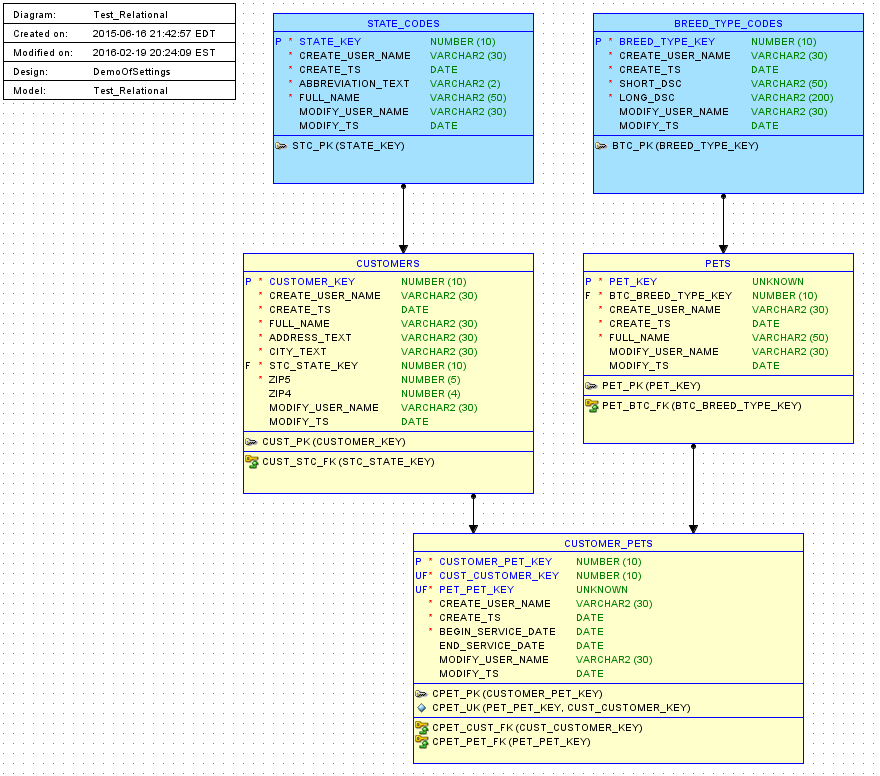 Diagram: Test_Relational
Created on: 2015-06-16 21:42:57 EDT
Modified on: 2016-02-19 20:24:09 EST
Design: DemoOfSettings
Model: Test_Relational
STATE_CODES
P * STATE_KEY NUMBER (10)
* CREATE_USER_NAME VARCHAR2 (30)
* CREATE_TS DATE
* ABBREVIATION_TEXT VARCHAR2 (2)
* FULL_NAME VARCHAR2 (50)
MODIFY_USER_NAME VARCHAR2 (30)
MODIFY_TS DATE
STC_PK (STATE_KEY)
BREED_TYPE_CODES
P * BREED_TYPE_KEY NUMBER (10)
* CREATE_USER_NAME VARCHAR2 (30)
* CREATE_TS DATE
* SHORT_DSC VARCHAR2 (50)
* LONG_DSC VARCHAR2 (200)
MODIFY_USER_NAME VARCHAR2 (30)
MODIFY_TS DATE
BTC_PK (BREED_TYPE_KEY)
CUSTOMERS
P * CUSTOMER_KEY NUMBER (10)
* CREATE_USER_NAME VARCHAR2 (30)
* CREATE_TS DATE
* FULL_NAME VARCHAR2 (30)
* ADDRESS_TEXT VARCHAR2 (30)
* CITY_TEXT VARCHAR2 (30)
F * STC_STATE_KEY NUMBER (10)
* ZIP5 NUMBER (5)
ZIP4 NUMBER (4)
MODIFY_USER_NAME VARCHAR2 (30)
MODIFY_TS DATE
CUST_PK (CUSTOMER_KEY)
CUST_STC_FK (STC_STATE_KEY)
PETS
P * PET_KEY UNKNOWN
F * BTC_BREED_TYPE_KEY NUMBER (10)
* CREATE_USER_NAME VARCHAR2 (30)
* CREATE_TS DATE
* FULL_NAME VARCHAR2 (50)
MODIFY_USER_NAME VARCHAR2 (30)
MODIFY_TS DATE
PET_PK (PET_KEY)
PET_BTC_FK (BTC_BREED_TYPE_KEY)
CUSTOMER_PETS
P * CUSTOMER_PET_KEY NUMBER (10)
UF* CUST_CUSTOMER_KEY NUMBER (10)
UF* PET_PET_KEY UNKNOWN
* CREATE_USER_NAME VARCHAR2 (30)
* CREATE_TS DATE
* BEGIN_SERVICE_DATE DATE
END_SERVICE_DATE DATE
MODIFY_USER_NAME VARCHAR2 (30)
MODIFY_TS DATE
CPET_PK (CUSTOMER_PET_KEY)
CPET_UK (PET_PET_KEY, CUST_CUSTOMER_KEY)
CPET_CUST_FK (CUST_CUSTOMER_KEY)
CPET_PET_FK (PET_PET_KEY)